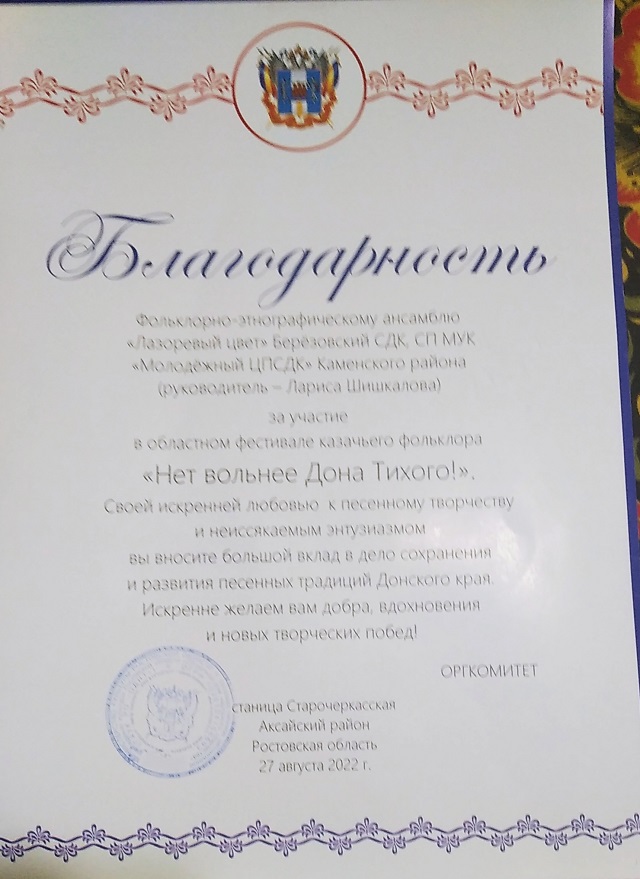 Благодарность
Фольклорно-этнографическому ансамблю
«Лазоревый цвет» Берёзовский СДК, СП МУК
«Молодёжный ЦПСДК» Каменского района
(руководитель – Лариса Шишкалова)
за участие
в областном фестивале казачьего фольклора
«Нет вольнее Дона Тихого!».
Своей искренней любовью к песенному творчеству
и неиссякаемым энтузиазмом
вы вносите большой вклад в дело сохранения
и развития песенных традиций Донского края.
Искренне желаем вам добра, вдохновения
и новых творческих побед!
ОРГКОМИТЕТ
станица Старочеркасская
Аксайский район
Ростовская область
27 августа 2022 г.